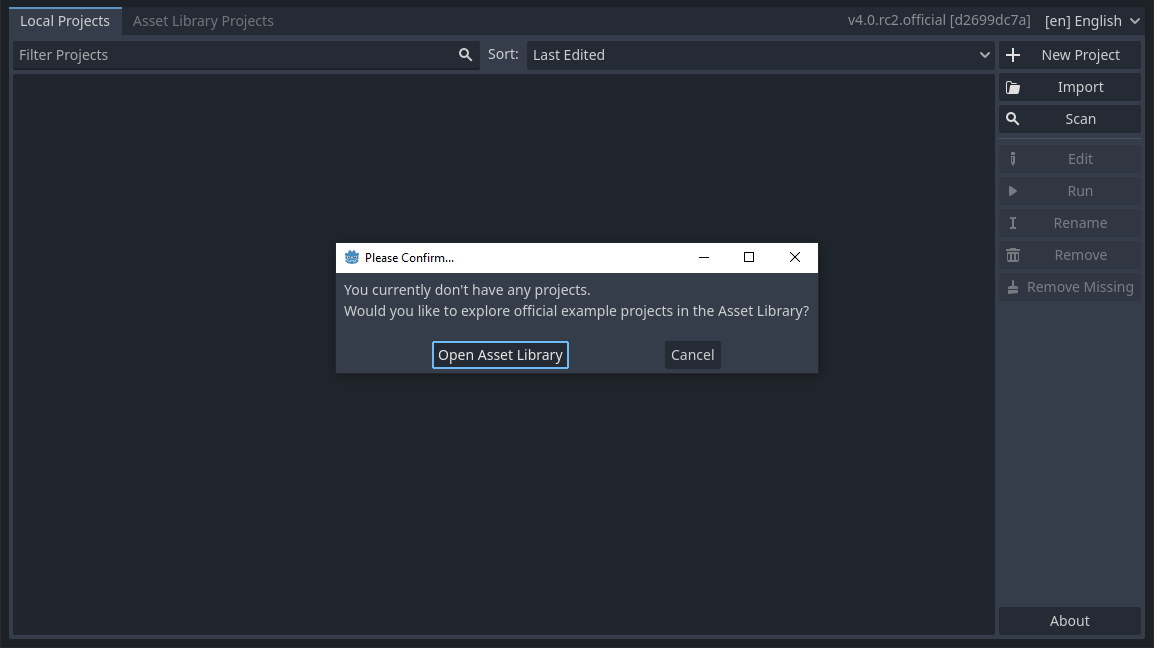 Local Projects
Asset Library Projects
v4.0.rc2.official [d2699dc7a]
[en] English
Filter Projects
Sort:
Last Edited
New Project
Import
Scan
Edit
Run
Rename
Remove
Remove Missing
Please Confirm...
You currently don't have any projects.
Would you like to explore official example projects in the Asset Library?
Open Asset Library
Cancel
About